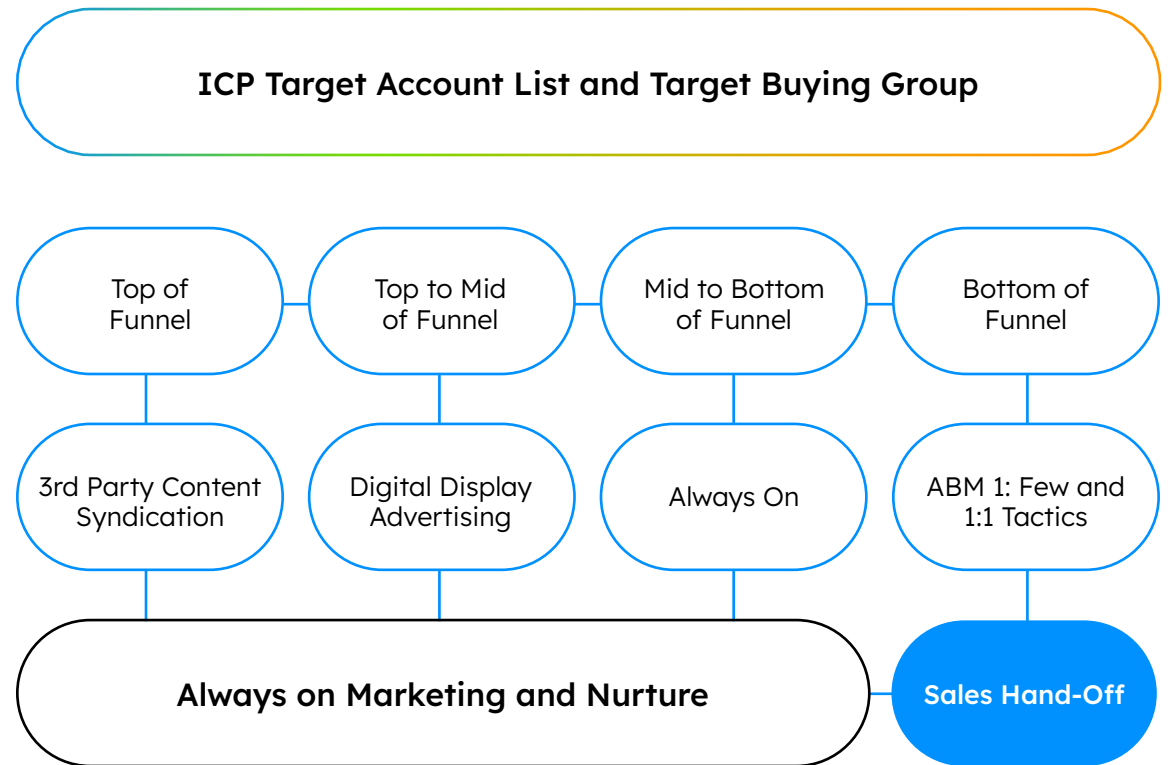 ICP Target Account List and Target Buying Group
Top of
Funnel
Top to Mid
of Funnel
Mid to Bottom
of Funnel
Bottom of
Funnel
3rd Party Content
Syndication
Digital Display
Advertising
Always On
ABM 1: Few and
1:1 Tactics
Always on Marketing and Nurture
Sales Hand-Off